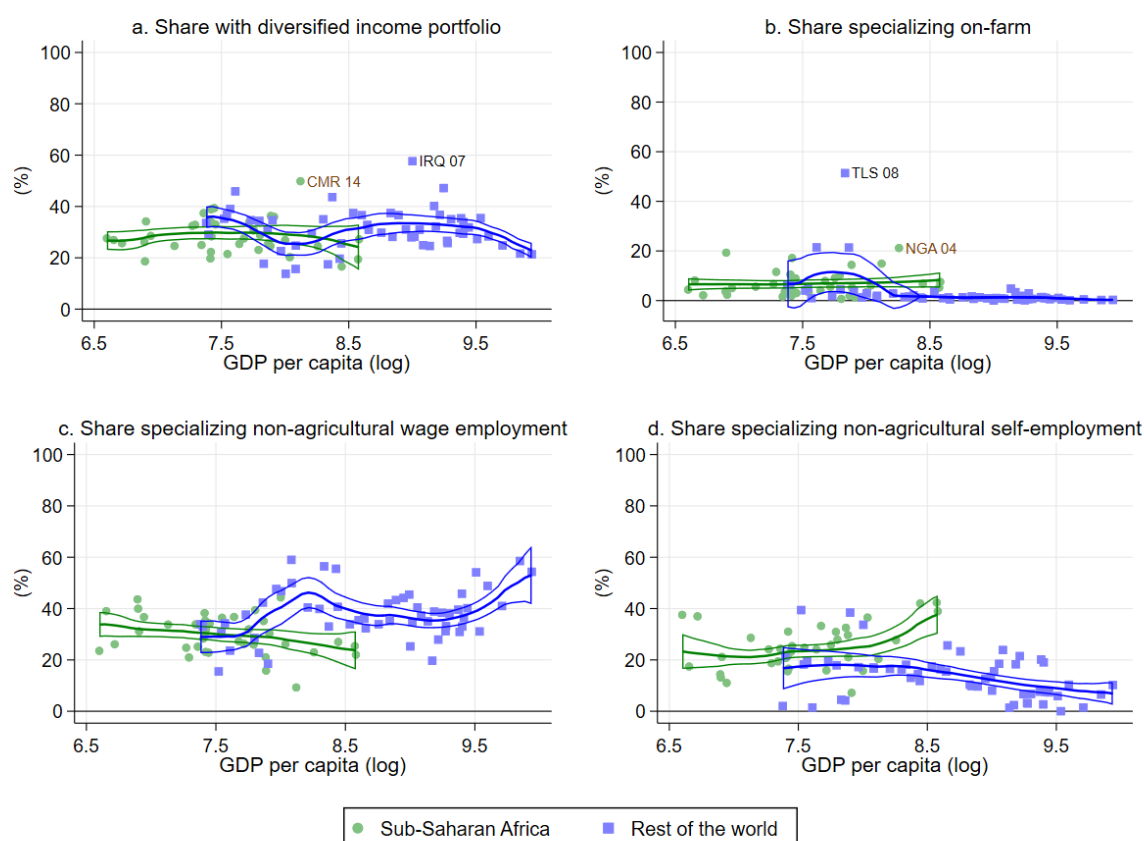 a. Share with diversified income portfolio
100
80
60
40
20
0
(%)
IRQ 07
CMR 14
6.5 7.5 8.5 9.5
GDP per capita (log)
b. Share specializing on-farm
100
80
60
40
20
0
(%)
TLS 08
NGA 04
6.5 7.5 8.5 9.5
GDP per capita (log)
c. Share specializing non-agricultural wage employment
100
80
60
40
20
0
(%)
6.5 7.5 8.5 9.5
GDP per capita (log)
d. Share specializing non-agricultural self-employment
100
80
60
40
20
0
(%)
6.5 7.5 8.5 9.5
GDP per capita (log)
Sub-Saharan Africa Rest of the world